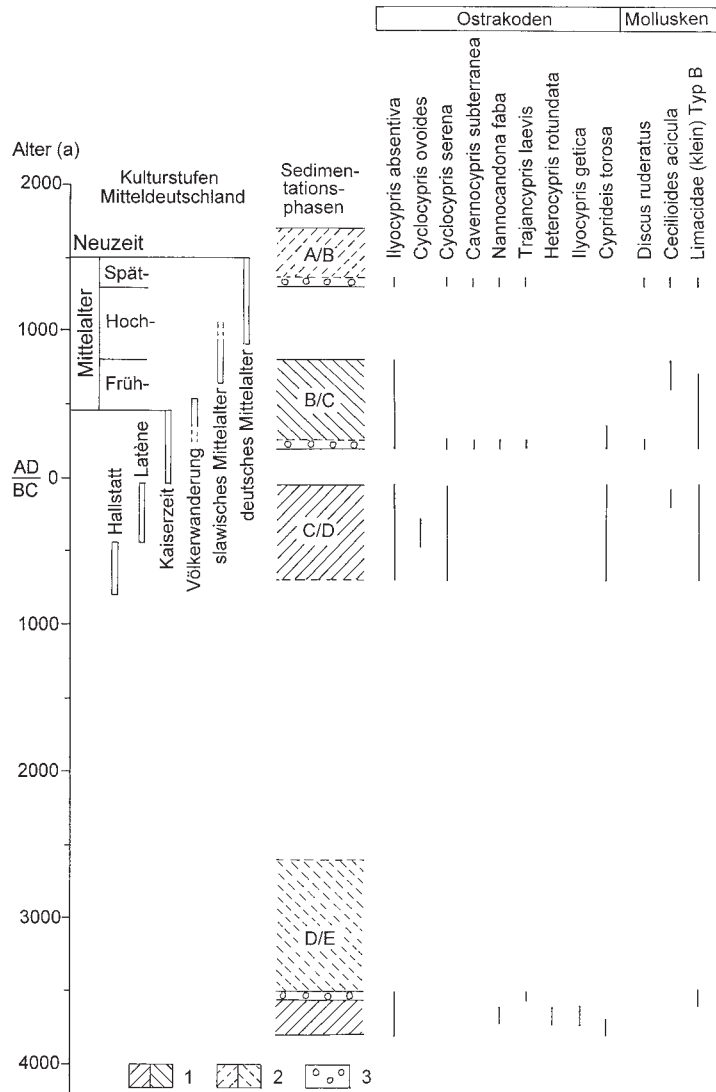 Ostrakoden
Mollusken
Ilyocypris absentiva
Cyclocypris ovoides
Cyclocypris serena
Cavernocypris subterranea
Nannocandona faba
Trajancypris laevis
Heterocypris rotundata
Ilyocypris getica
Cyprideis torosa
Discus ruderatus
Cecilioides acicula
Limacidae (klein) Typ B
Alter (a)
Kulturstufen
Mitteldeutschland
Sedimen-
tations-
phasen
2000
Neuzeit
A/B
Spät-
1000
Hoch-
Mittelalter
Früh-
B/C
AD
0
BC
Hallstatt
Latène
Kaiserzeit
Völkerwanderung
slawisches Mittelalter
deutsches Mittelalter
C/D
1000
2000
3000
D/E
4000
1
2
3